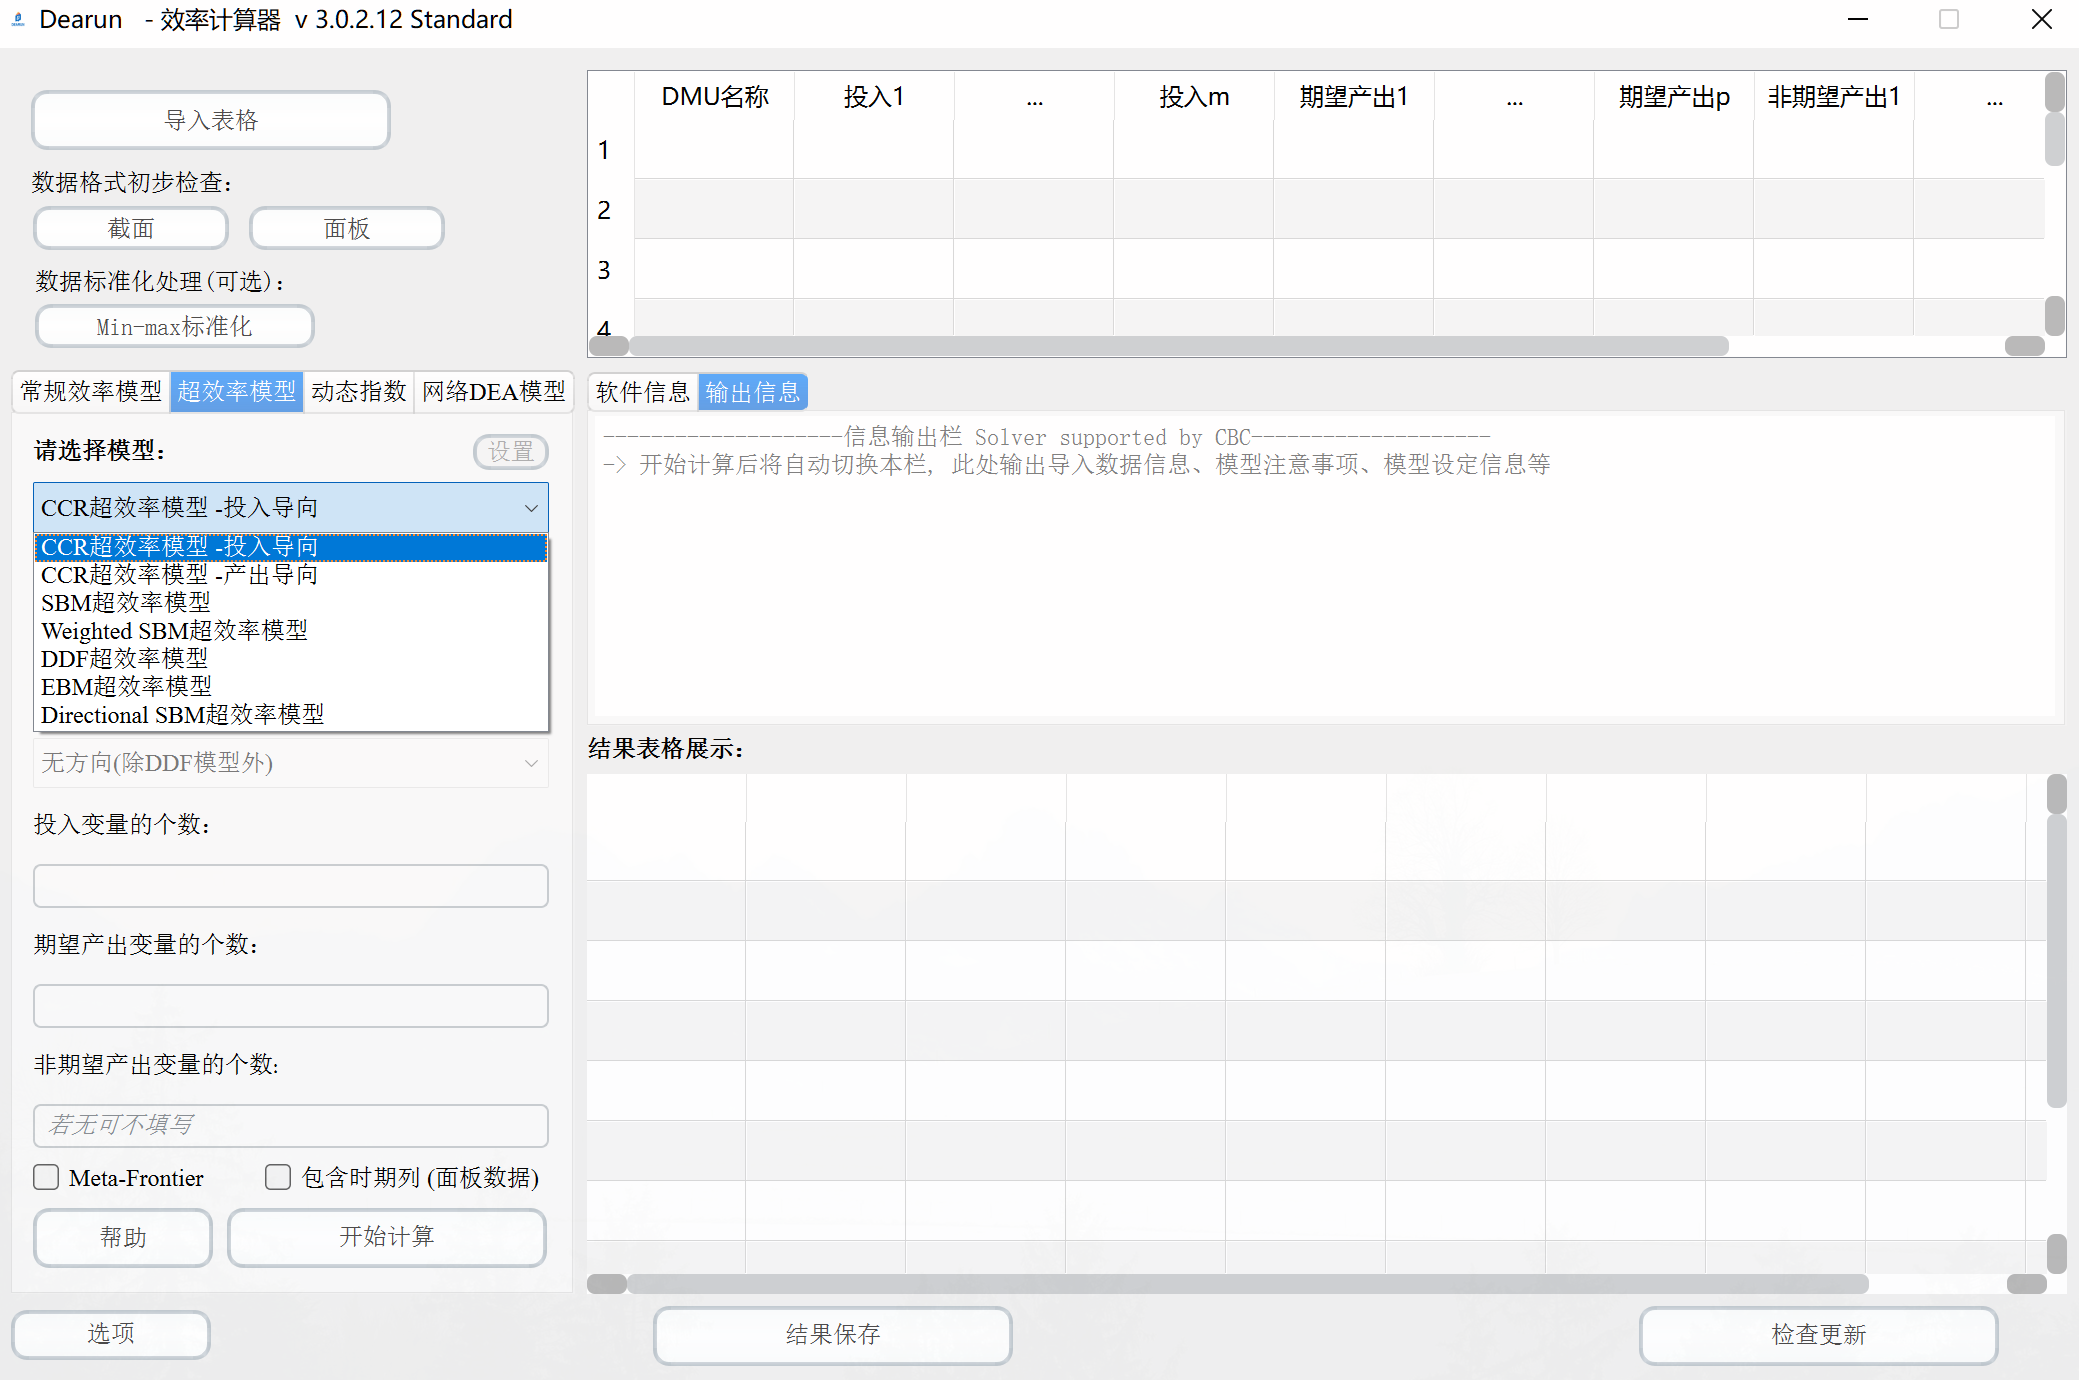 Dearun - 效率计算器 v 3.0.2.12 Standard
导入表格
数据格式初步检查：
截面 面板
数据标准化处理(可选)：
Min-max标准化
DMU名称 投入1 ... 投入m 期望产出1 ... 期望产出p 非期望产出1 ...
1
2
3
4
常规效率模型 超效率模型 动态指数 网络DEA模型
请选择模型： 设置
CCR超效率模型 -投入导向
CCR超效率模型 -投入导向
CCR超效率模型 -产出导向
SBM超效率模型
Weighted SBM超效率模型
DDF超效率模型
EBM超效率模型
Directional SBM超效率模型
无方向(除DDF模型外)
投入变量的个数：
期望产出变量的个数：
非期望产出变量的个数:
若无可不填写
Meta-Frontier 包含时期列 (面板数据)
帮助 开始计算
软件信息 输出信息
--------------------信息输出栏 Solver supported by CBC--------------------
-> 开始计算后将自动切换本栏, 此处输出导入数据信息、模型注意事项、模型设定信息等
结果表格展示：
选项 结果保存 检查更新